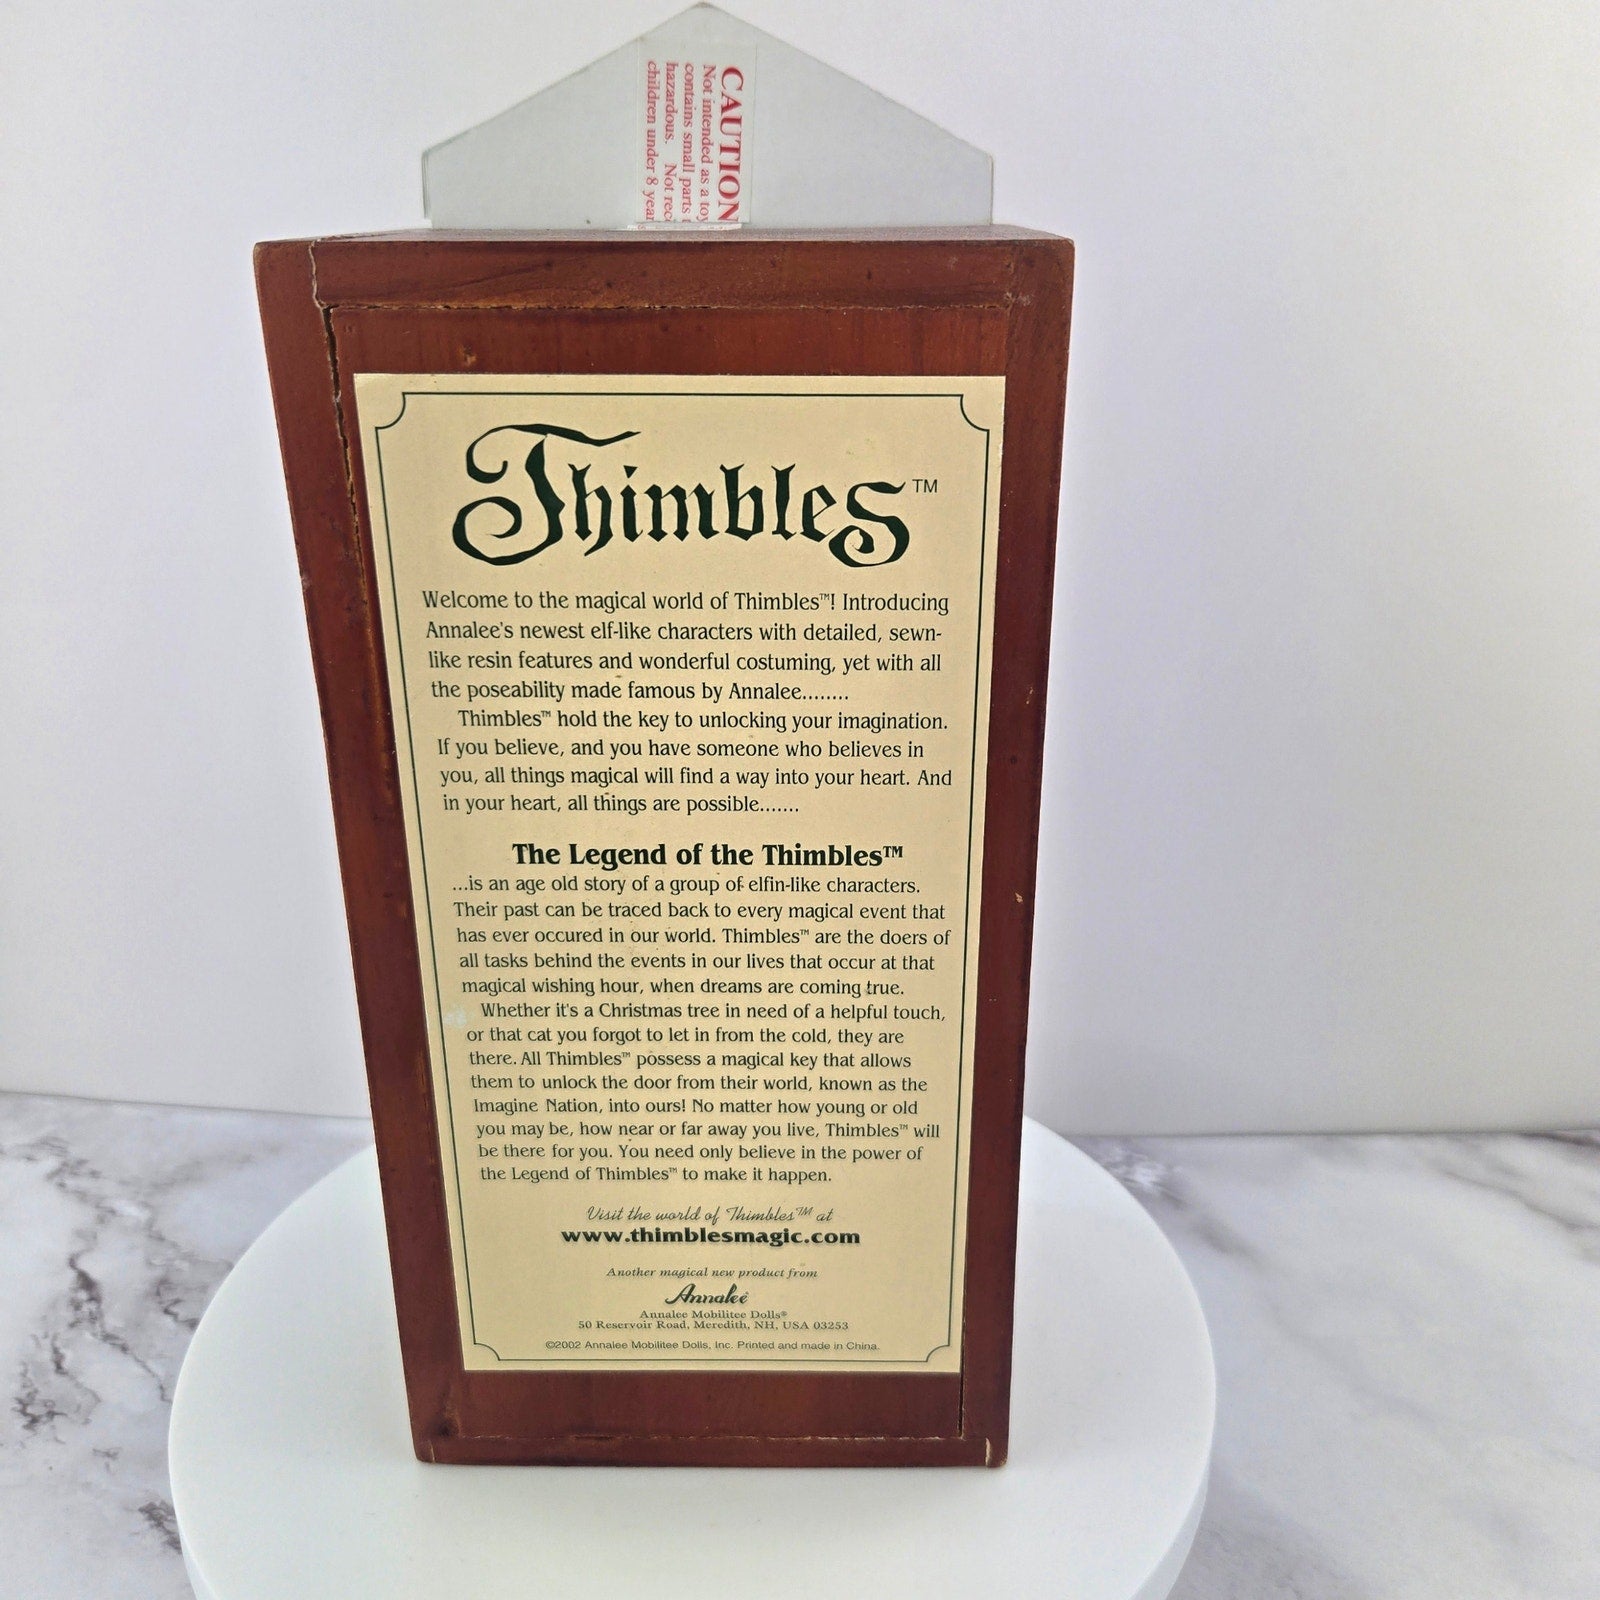 CAUTION
Not intended as a toy
contains small parts
hazardous. Not
children under 8
Thimbles™
Welcome to the magical world of Thimbles™! Introducing
Annalee's newest elf-like characters with detailed, sewn-
like resin features and wonderful costuming, yet with all
the poseability made famous by Annalee........
Thimbles™ hold the key to unlocking your imagination.
If you believe, and you have someone who believes in
you, all things magical will find a way into your heart. And
in your heart, all things are possible.......
The Legend of the Thimbles™
...is an age old story of a group of elfin-like characters.
Their past can be traced back to every magical event that
has ever occured in our world. Thimbles™ are the doers of
all tasks behind the events in our lives that occur at that
magical wishing hour, when dreams are coming true.
Whether it's a Christmas tree in need of a helpful touch,
or that cat you forgot to let in from the cold, they are
there. All Thimbles™ possess a magical key that allows
them to unlock the door from their world, known as the
Imagine Nation, into ours! No matter how young or old
you may be, how near or far away you live, Thimbles™ will
be there for you. You need only believe in the power of
the Legend of Thimbles™ to make it happen.
Visit the world of Thimbles™ at
www.thimblesmagic.com
Another magical new product from
Annalee
Annalee Mobilitee Dolls®
50 Reservoir Road, Meredith, NH, USA 03253
©2002 Annalee Mobilitee Dolls, Inc. Printed and made in China.